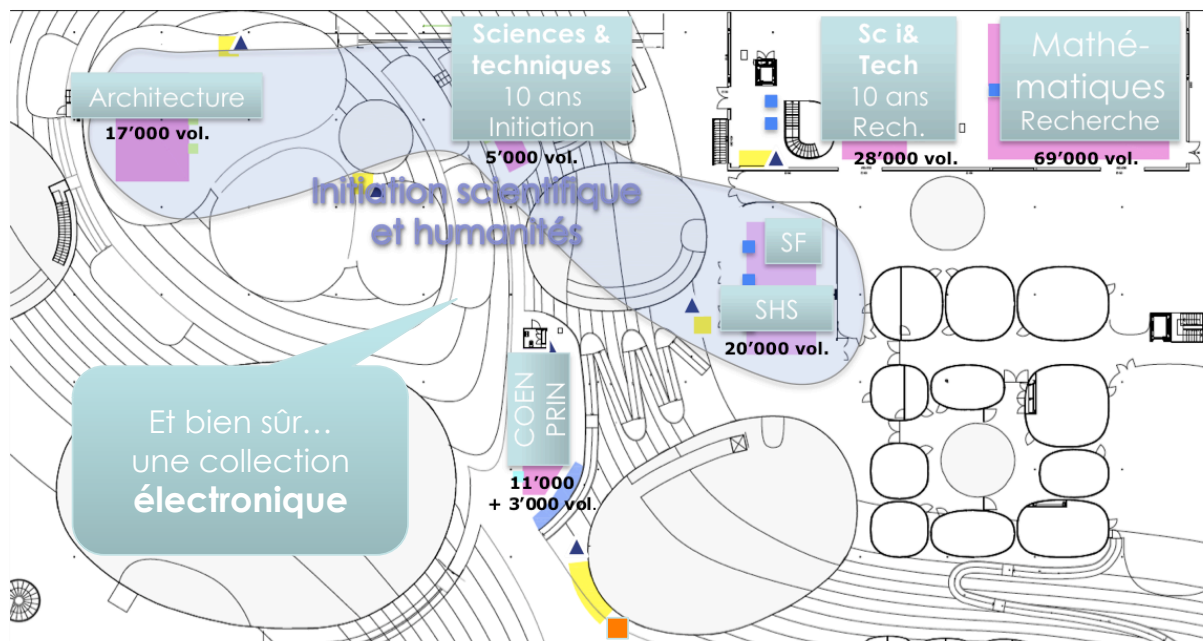 Architecture
17’000 vol.
Sciences &
techniques
10 ans
Initiation
5’000 vol.
Sc i&
Tech
10 ans
Rech.
28’000 vol.
Mathé-
matiques
Recherche
69’000 vol.
Initiation scientifique
et humanités
SF
SHS
20’000 vol.
COEN
PRIN
11’000
+ 3’000 vol.
Et bien sûr...
une collection
électronique